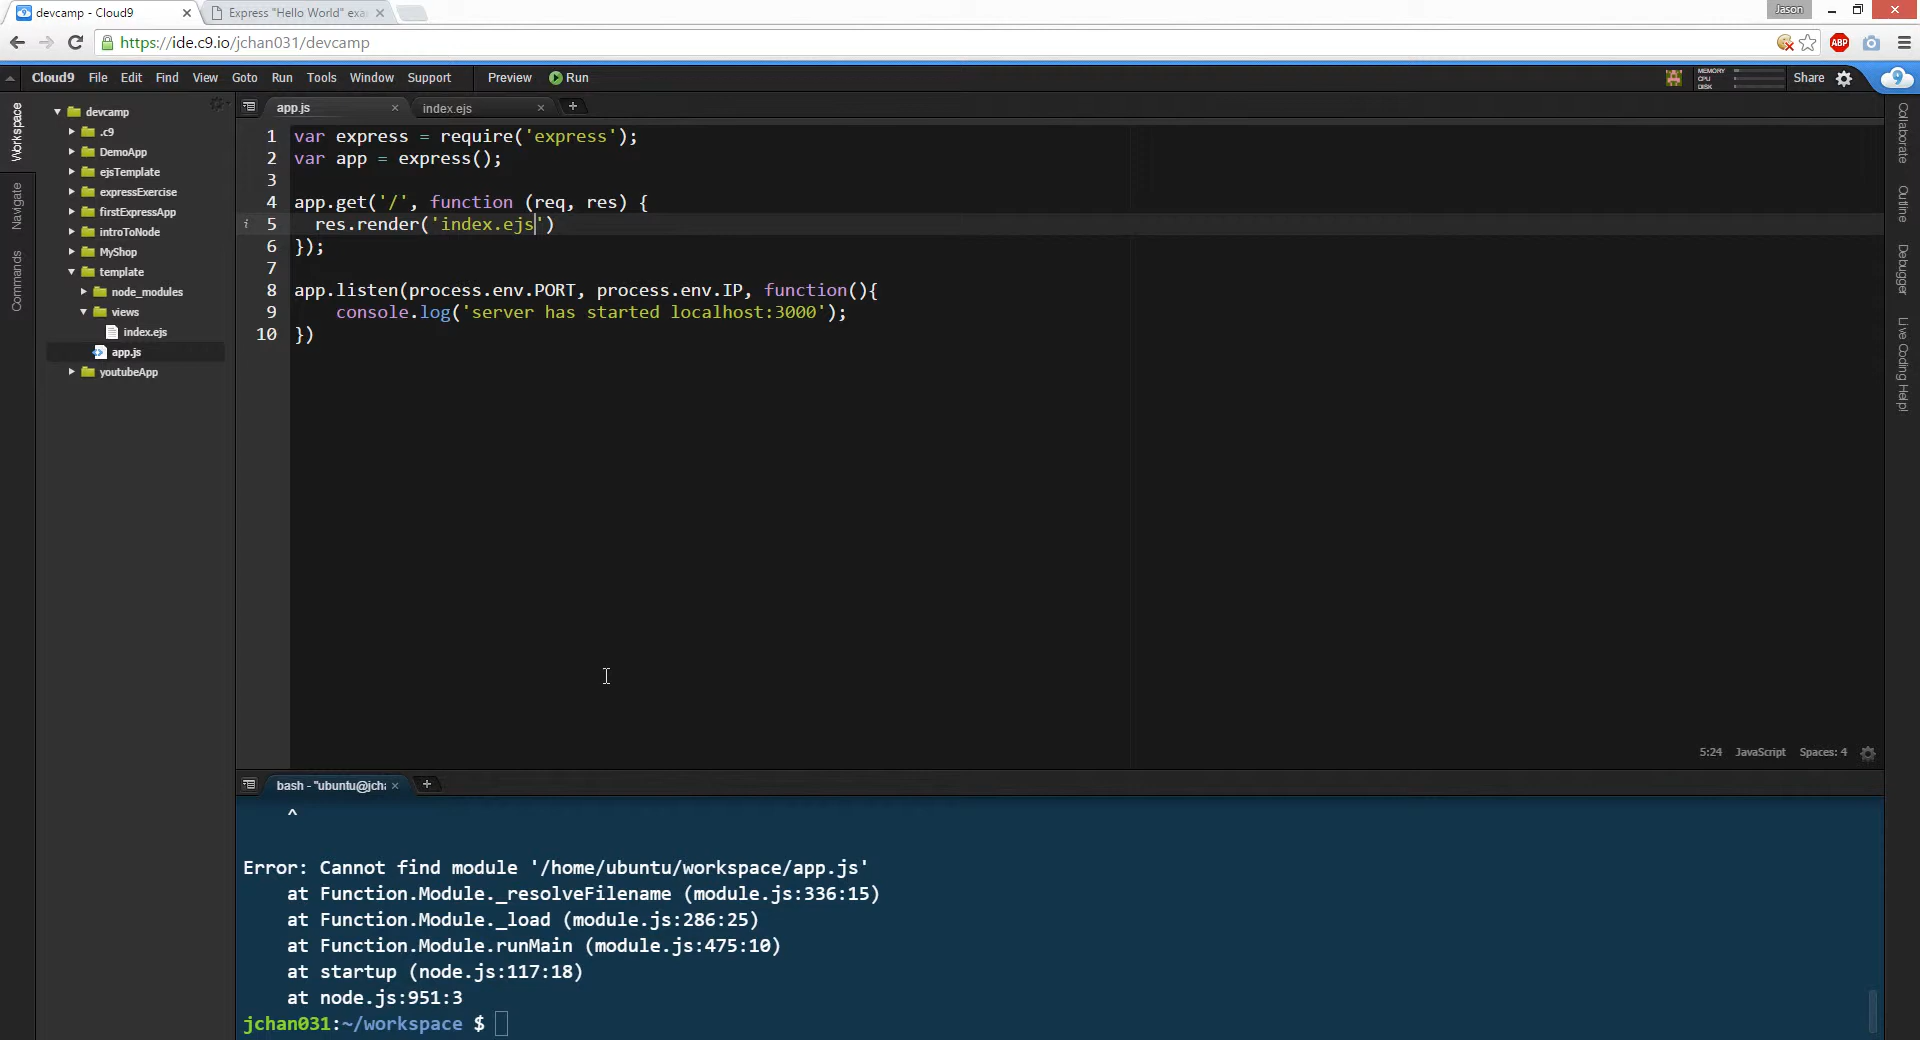 devcamp - Cloud9
Express "Hello World" exa
Jason
https://ide.c9.io/jchan031/devcamp
ABP
Cloud9 File Edit Find View Goto Run Tools Window Support Preview Run
MEMORY
CPU
DISK
Share
9
Workspace
Navigate
Commands
devcamp
.c9
DemoApp
ejsTemplate
expressExercise
firstExpressApp
introToNode
MyShop
template
node_modules
views
index.ejs
app.js
youtubeApp
app.js
index.ejs
1 var express = require('express');
2 var app = express();
3
4 app.get('/', function (req, res) {
i 5 res.render('index.ejs')
6 });
7
8 app.listen(process.env.PORT, process.env.IP, function(){
9 console.log('server has started localhost:3000');
10 })
5:24 JavaScript Spaces: 4
Collaborate
Outline
Debugger
Live Coding Help!
bash - "ubuntu@jcha
^
Error: Cannot find module '/home/ubuntu/workspace/app.js'
at Function.Module._resolveFilename (module.js:336:15)
at Function.Module._load (module.js:286:25)
at Function.Module.runMain (module.js:475:10)
at startup (node.js:117:18)
at node.js:951:3
jchan031:~/workspace $